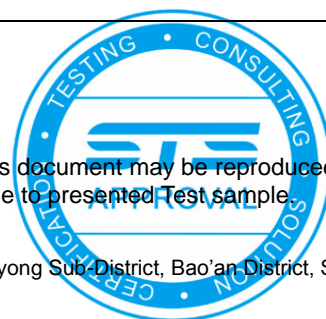 TESTING • CONSULTING • SOLUTION • CERTIFICATION •
STS
s document may be reproduced
e to presented Test sample.
APPROVAL
yong Sub-District, Bao'an District, S